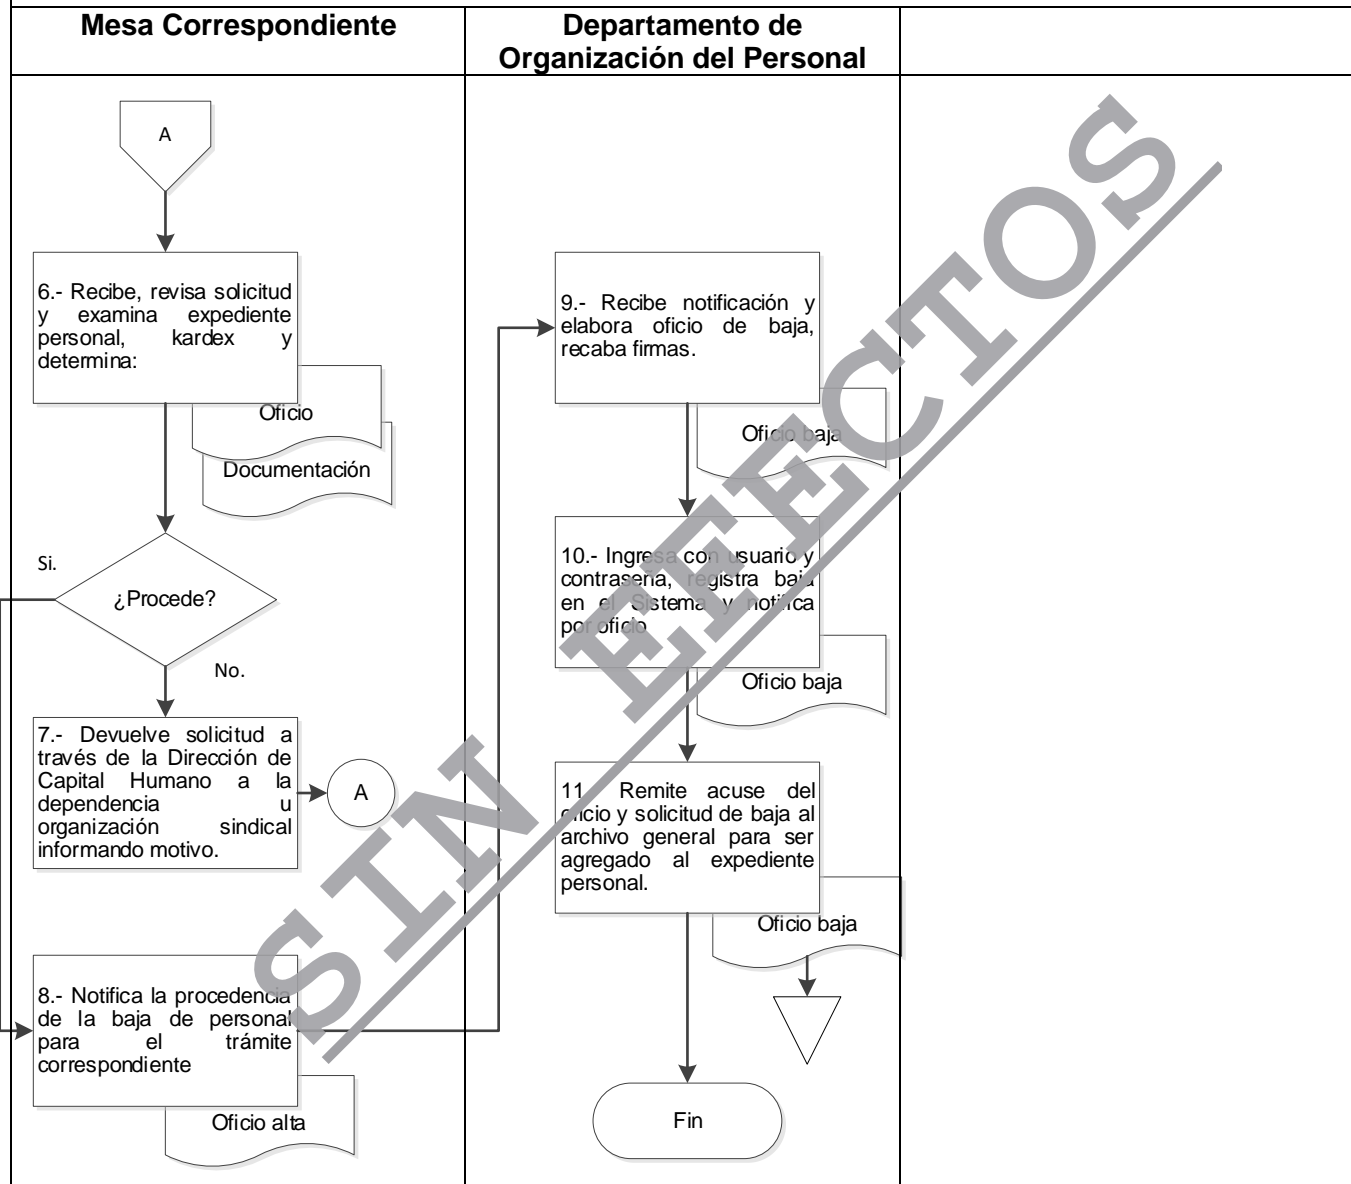 Mesa Correspondiente
Departamento de
Organización del Personal
A
6.- Recibe, revisa solicitud
y examina expediente
personal, kardex y
determina:
Oficio
Documentación
Si.
¿Procede?
No.
7.- Devuelve solicitud a
través de la Dirección de
Capital Humano a la
dependencia u
organización sindical
informando motivo.
A
8.- Notifica la procedencia
de la baja de personal
para el trámite
correspondiente
Oficio alta
9.- Recibe notificación y
elabora oficio de baja,
recaba firmas.
Oficio baja
10.- Ingresa con usuario y
contraseña, registra baja
en el Sistema y notifica
por oficio
Oficio baja
11.- Remite acuse del
oficio y solicitud de baja al
archivo general para ser
agregado al expediente
personal.
Oficio baja
Fin
SIN EFECTOS